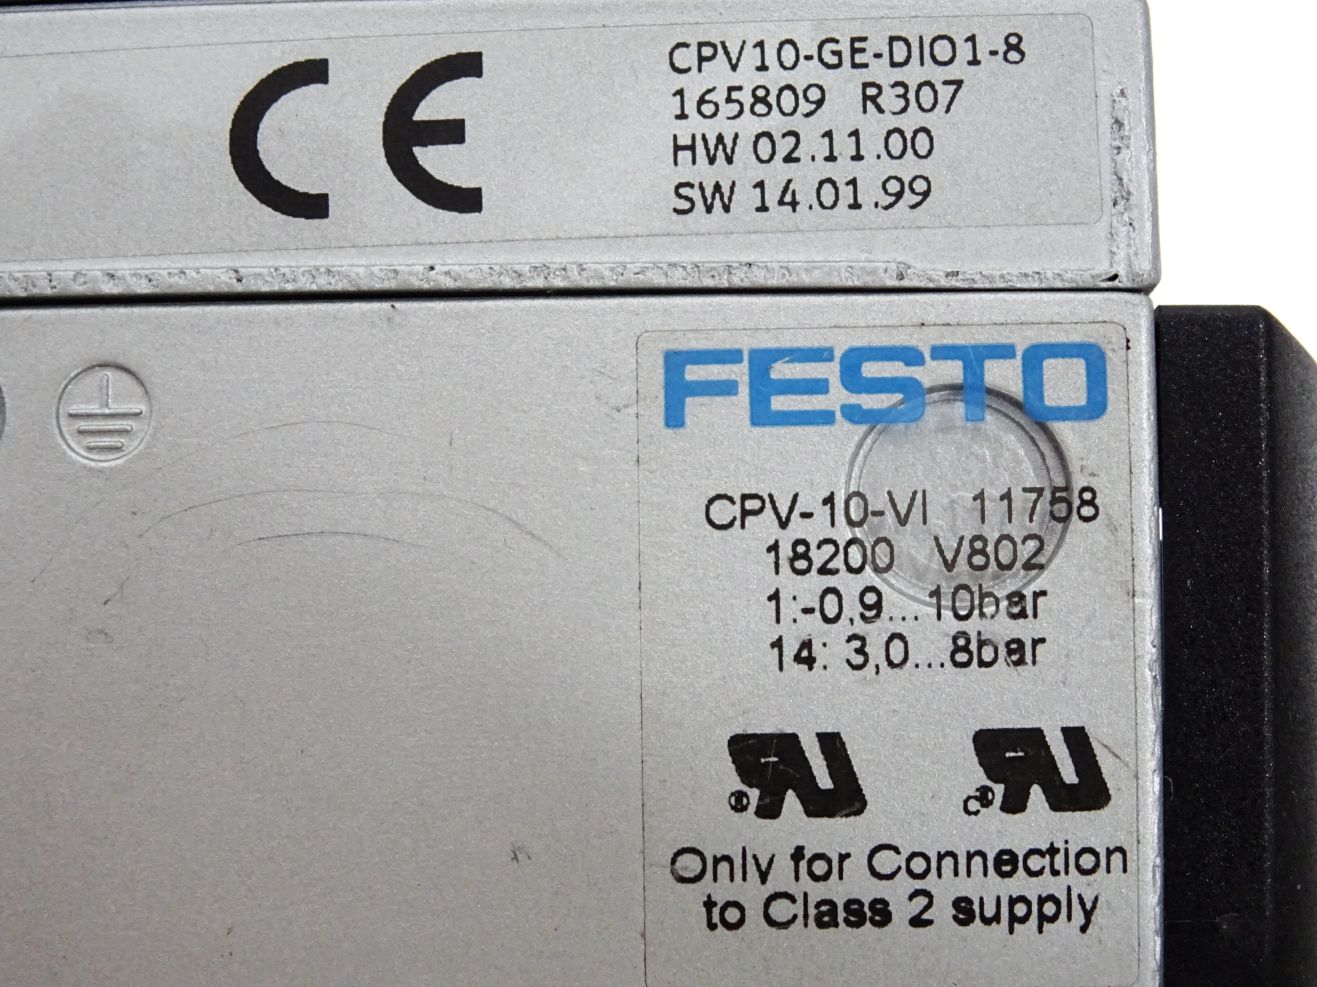 CE
CPV10-GE-DIO1-8
165809 R307
HW 02.11.00
SW 14.01.99
FESTO
CPV-10-VI 11758
18200 V802
1:-0,9...10bar
14: 3,0...8bar
Only for Connection
to Class 2 supply